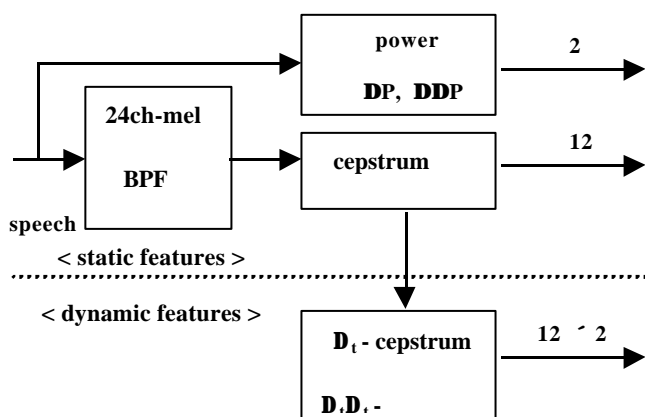 power
2
DP, DDP
24ch-mel
BPF
cepstrum
12
speech
< static features >
< dynamic features >
Dt - cepstrum
12 ´ 2
DtDt -